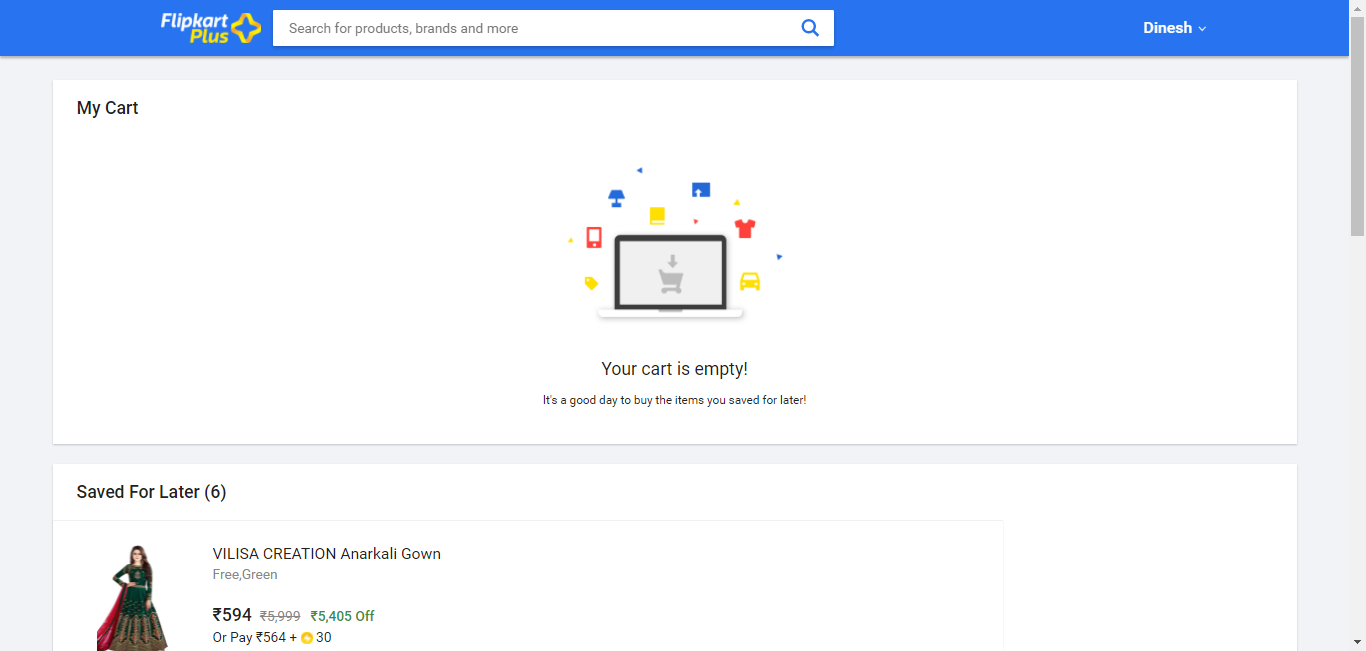 Flipkart
Plus
Search for products, brands and more
Dinesh
My Cart
Your cart is empty!
It's a good day to buy the items you saved for later!
Saved For Later (6)
VILISA CREATION Anarkali Gown
Free,Green
₹594 ₹5,999 ₹5,405 Off
Or Pay ₹564 + 30